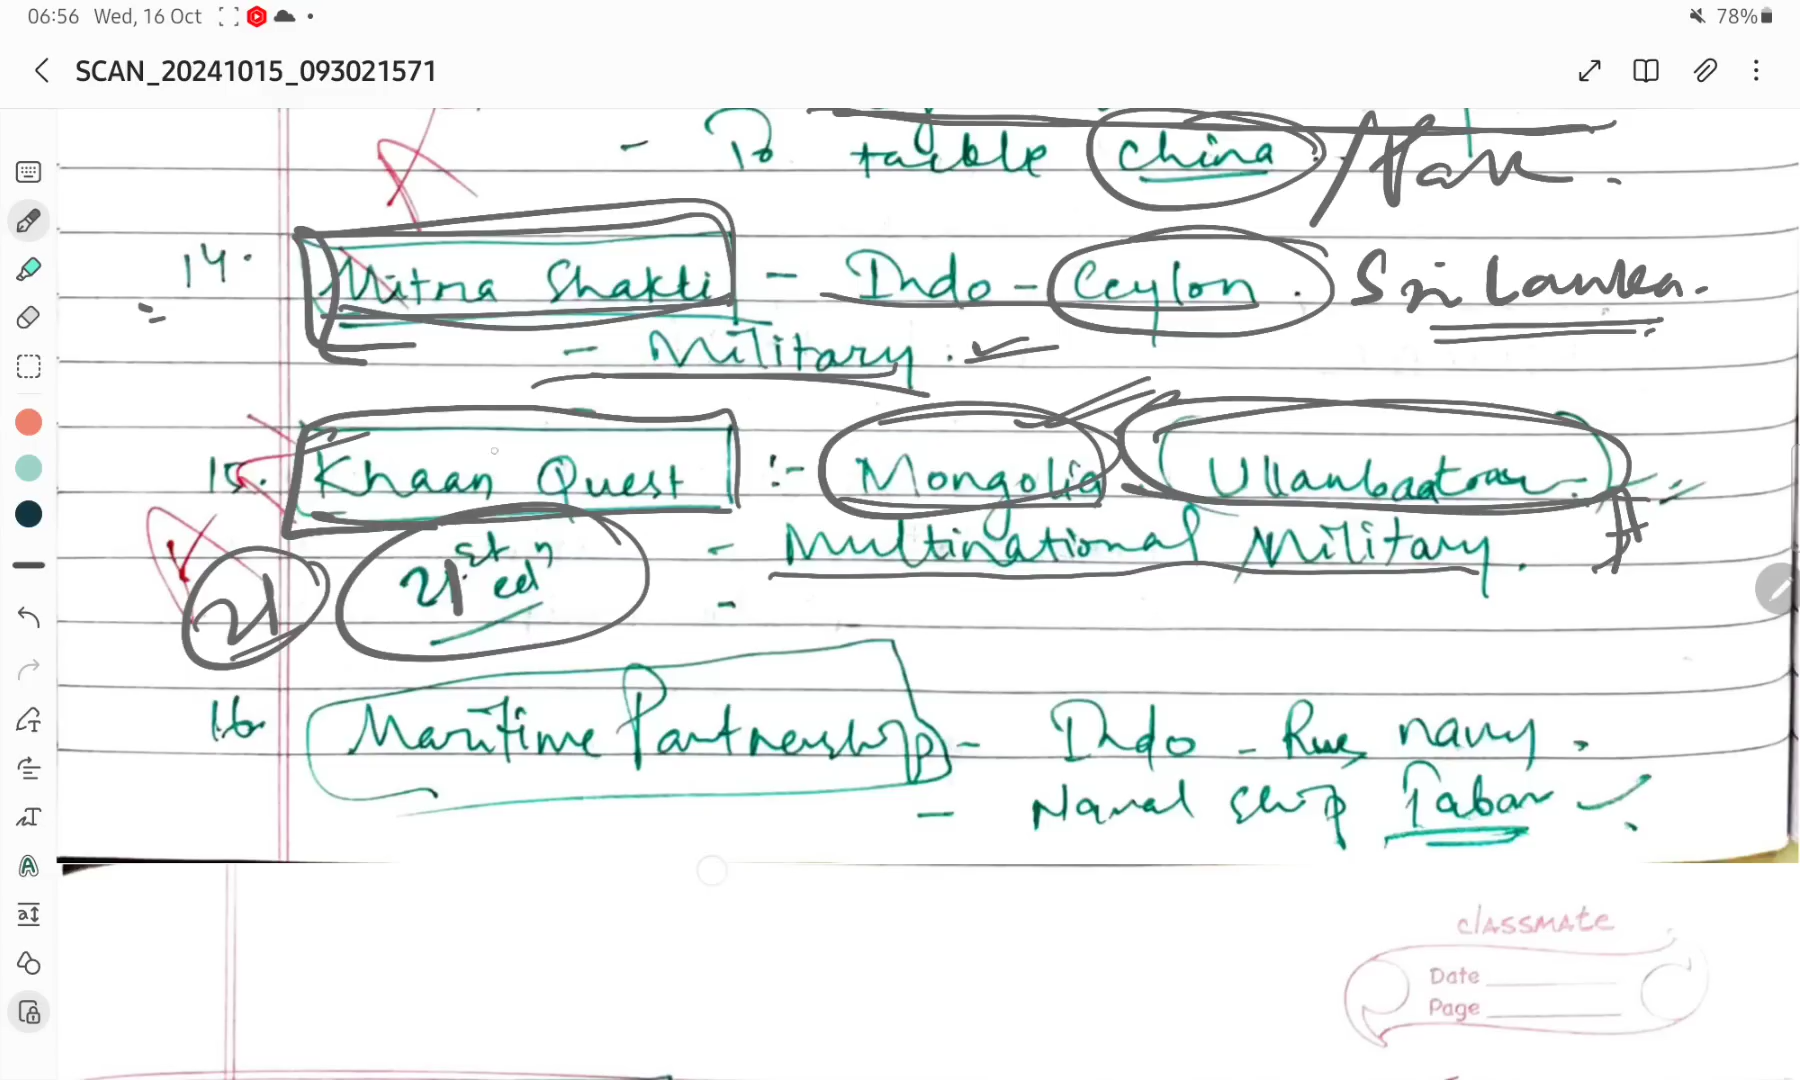 06:56 Wed, 16 Oct 78%
SCAN_20241015_093021571
- To tackle China / Pak.
14. Mitra Shakti - Indo - Ceylon. Sri Lanka.
- Military.
15. Khaan Quest :- Mongolia Ullanbaatar.
21 21st edn - Multinational Military.
-
16. Maritime Partnership - Indo - Rus navy.
- Naval ship Tabar
classmate
Date
Page